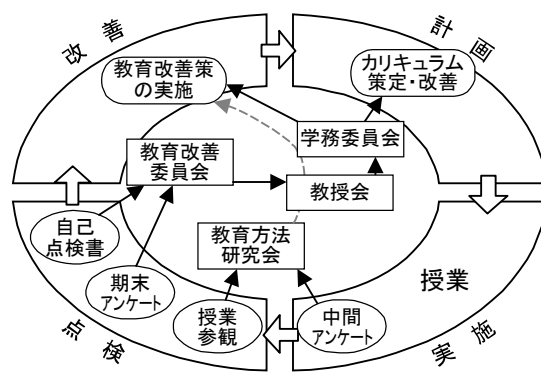 改善
計画
教育改善策
の実施
カリキュラム
策定・改善
学務委員会
教育改善
委員会
教授会
自己
点検書
教育方法
研究会
期末
アンケート
授業
参観
中間
アンケート
授業
点検
実施